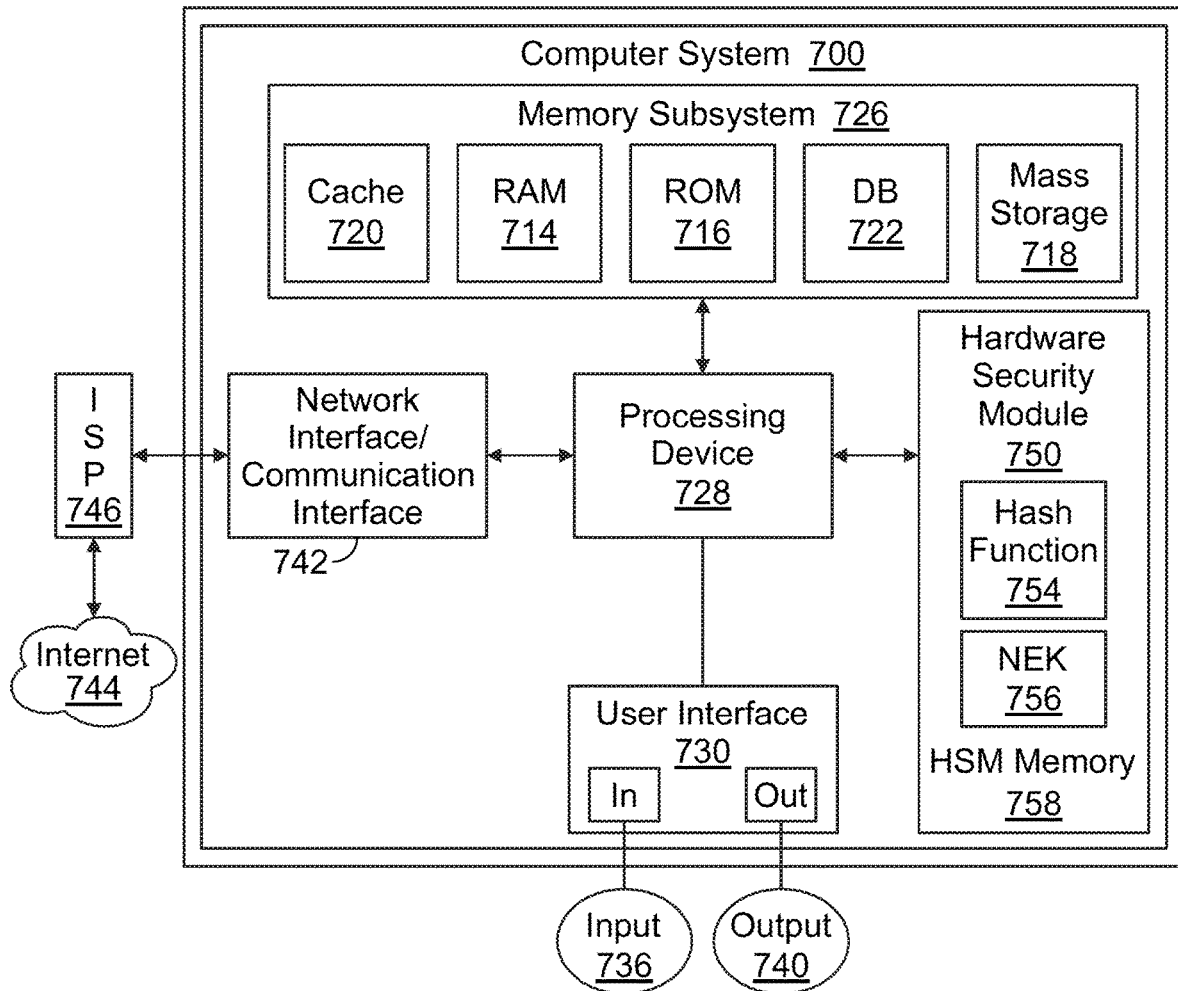 Computer System 700
Memory Subsystem 726
Cache
720
RAM
714
ROM
716
DB
722
Mass
Storage
718
I
S
P
746
Network
Interface/
Communication
Interface
742
Processing
Device
728
Hardware
Security
Module
750
Hash
Function
754
NEK
756
HSM Memory
758
Internet
744
User Interface
730
In
Out
Input
736
Output
740